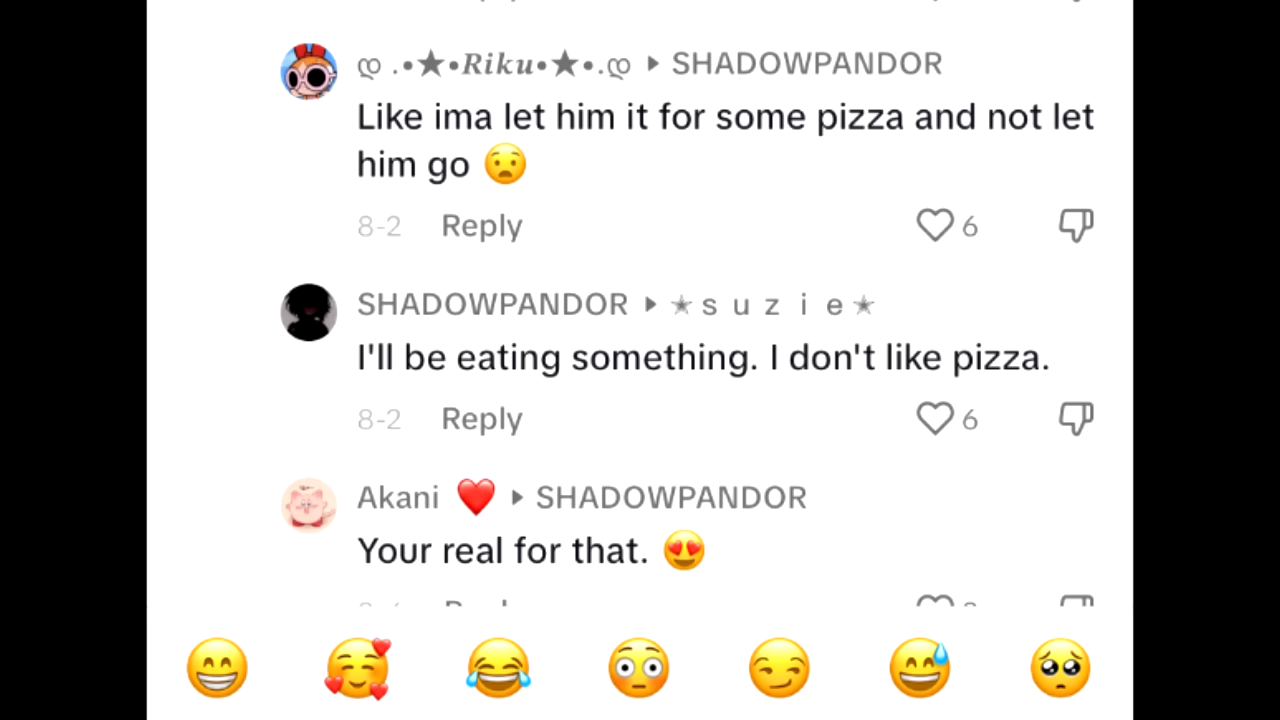 ღ .•★•Riku•★•.ღ ▸ SHADOWPANDOR
Like ima let him it for some pizza and not let
him go 😧
8-2 Reply 6
SHADOWPANDOR ▸ ✭ s u z i e ✭
I'll be eating something. I don't like pizza.
8-2 Reply 6
Akani ❤️ ▸ SHADOWPANDOR
Your real for that. 😍